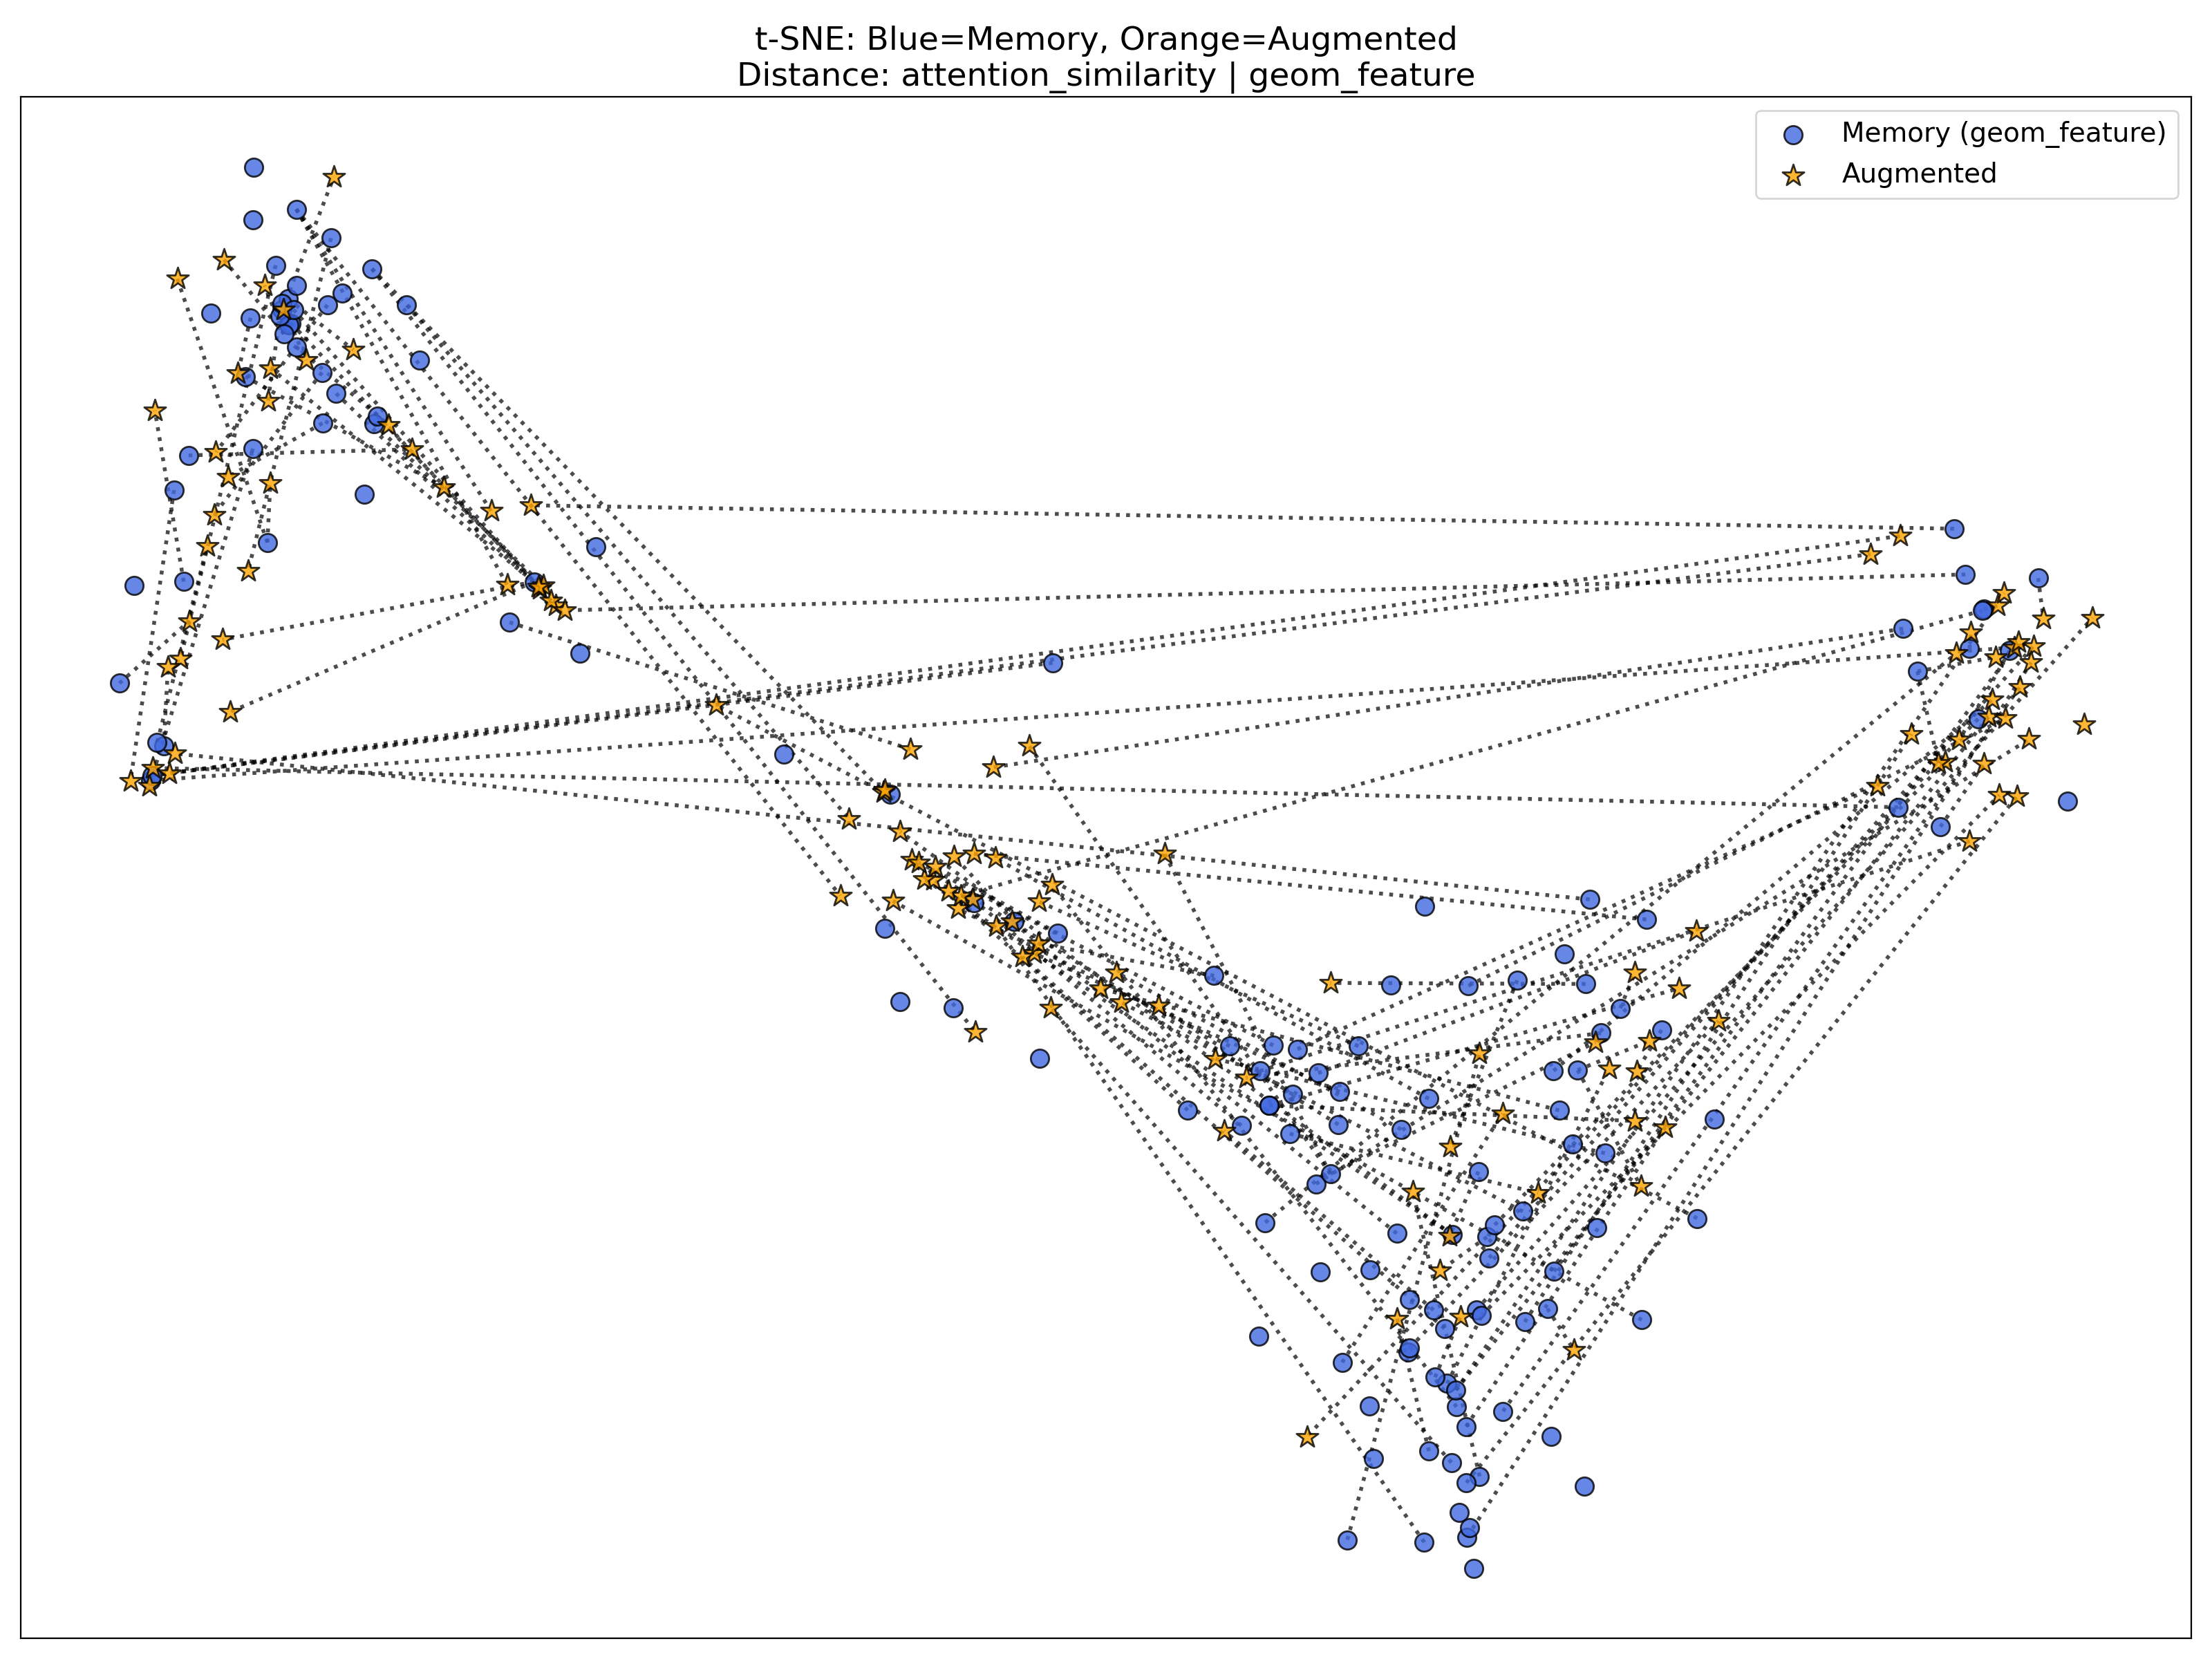 t-SNE: Blue=Memory, Orange=Augmented
Distance: attention_similarity | geom_feature
Memory (geom_feature)
Augmented